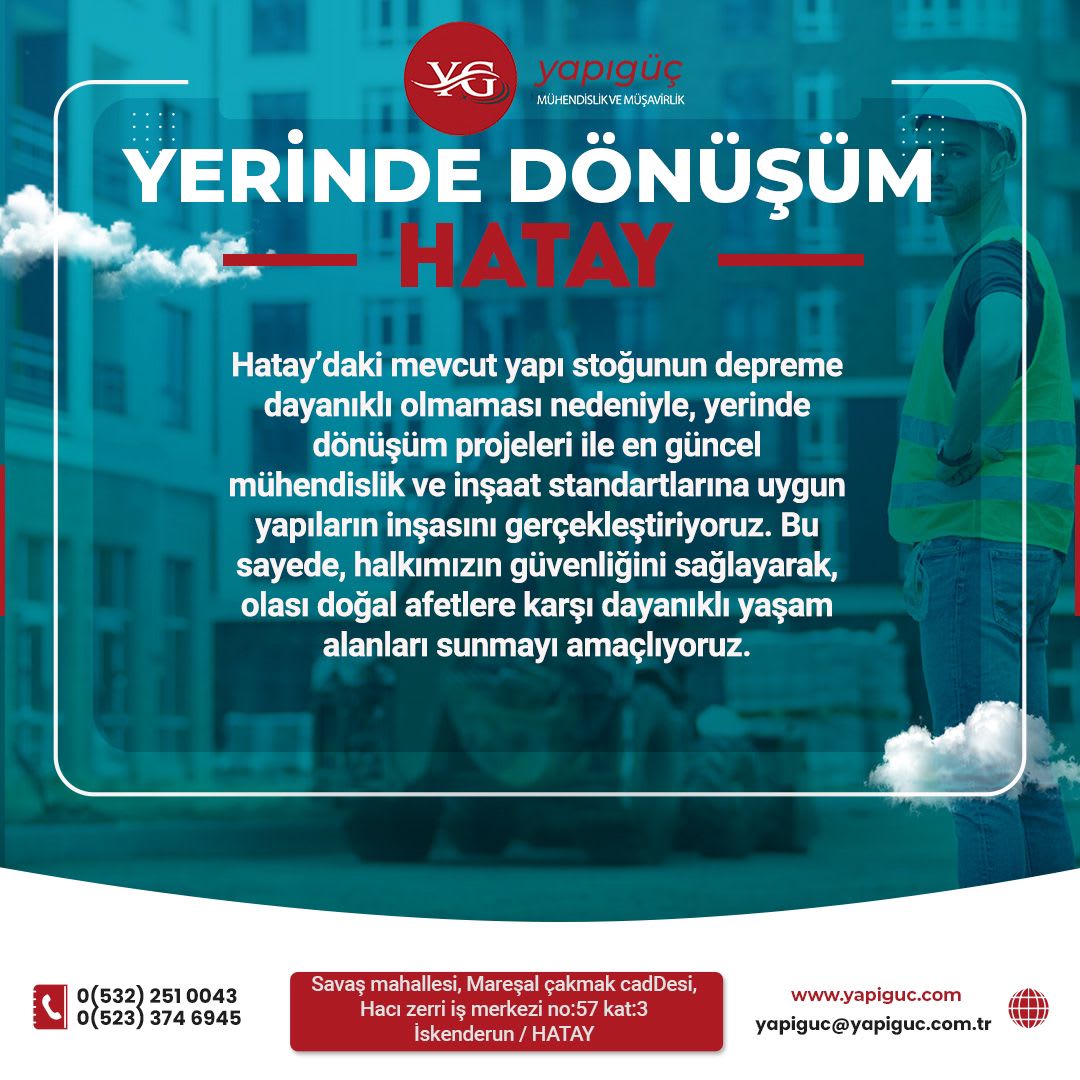 YG
yapıgüç
MÜHENDİSLİK VE MÜŞAVİRLİK
YERİNDE DÖNÜŞÜM
HATAY
Hatay’daki mevcut yapı stoğunun depreme
dayanıklı olmaması nedeniyle, yerinde
dönüşüm projeleri ile en güncel
mühendislik ve inşaat standartlarına uygun
yapıların inşasını gerçekleştiriyoruz. Bu
sayede, halkımızın güvenliğini sağlayarak,
olası doğal afetlere karşı dayanıklı yaşam
alanları sunmayı amaçlıyoruz.
0(532) 251 0043
0(523) 374 6945
Savaş mahallesi, Mareşal çakmak cadDesi,
Hacı zerri iş merkezi no:57 kat:3
İskenderun / HATAY
www.yapiguc.com
yapiguc@yapiguc.com.tr